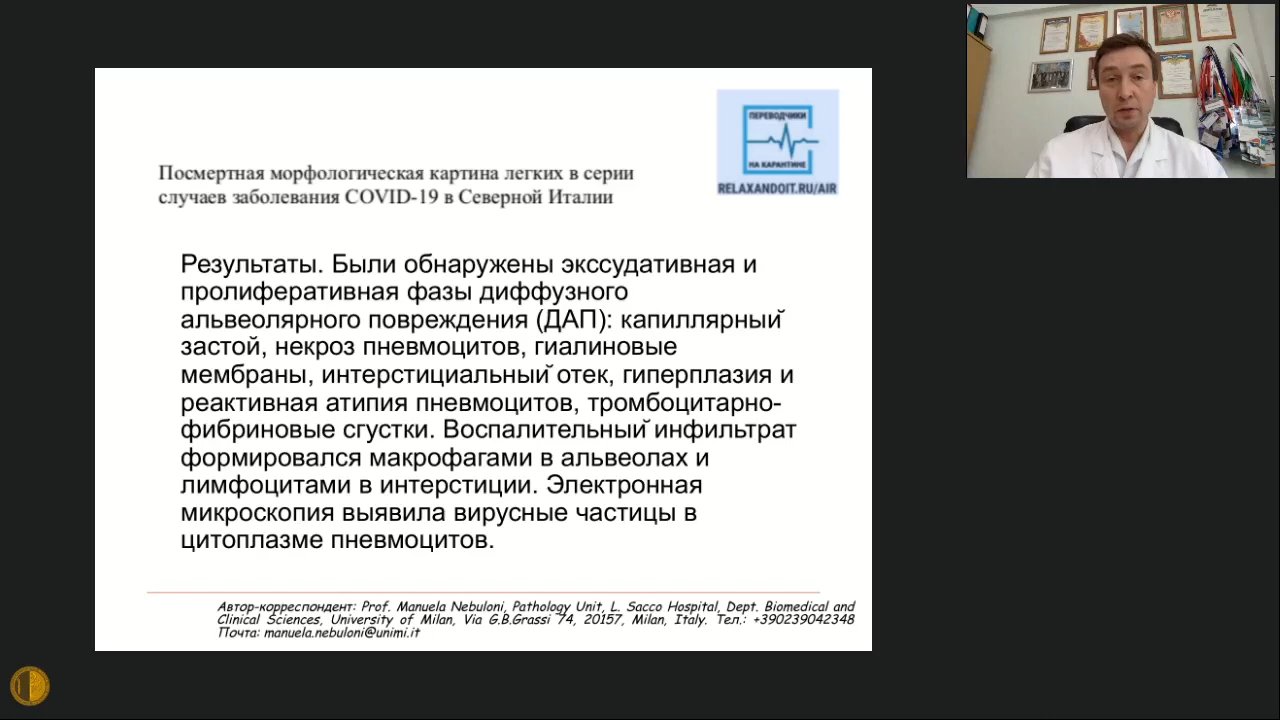 ПЕРЕВОДЧИКИ
НА КАРАНТИНЕ
RELAXANDOIT.RU/AIR
Посмертная морфологическая картина легких в серии
случаев заболевания COVID-19 в Северной Италии
Результаты. Были обнаружены экссудативная и
пролиферативная фазы диффузного
альвеолярного повреждения (ДАП): капиллярный
застой, некроз пневмоцитов, гиалиновые
мембраны, интерстициальный отек, гиперплазия и
реактивная атипия пневмоцитов, тромбоцитарно-
фибриновые сгустки. Воспалительный инфильтрат
формировался макрофагами в альвеолах и
лимфоцитами в интерстиции. Электронная
микроскопия выявила вирусные частицы в
цитоплазме пневмоцитов.
Автор-корреспондент: Prof. Manuela Nebuloni, Pathology Unit, L. Sacco Hospital, Dept. Biomedical and
Clinical Sciences, University of Milan, Via G.B.Grassi 74, 20157, Milan, Italy. Тел.: +390239042348
Почта: manuela.nebuloni@unimi.it